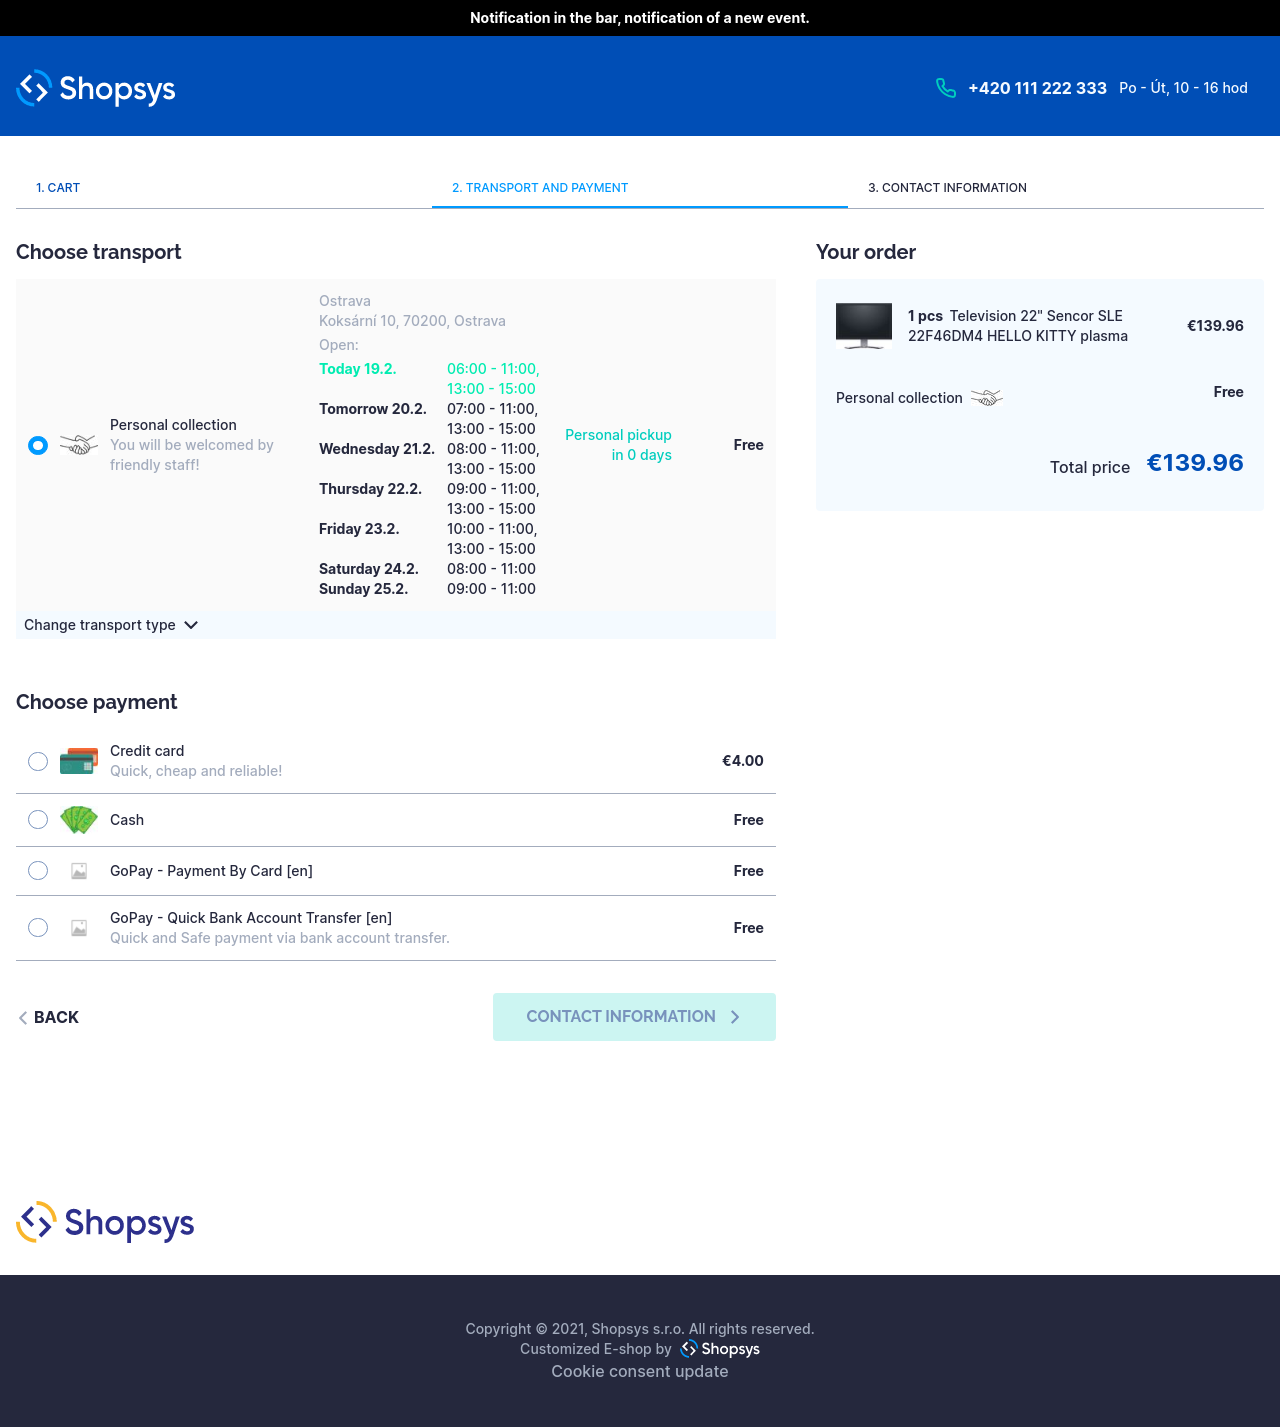 Notification in the bar, notification of a new event.
Shopsys
+420 111 222 333 Po - Út, 10 - 16 hod
1. CART
2. TRANSPORT AND PAYMENT
3. CONTACT INFORMATION
Choose transport
Personal collection
You will be welcomed by
friendly staff!
Ostrava
Koksární 10, 70200, Ostrava
Open:
Today 19.2. 06:00 - 11:00,
13:00 - 15:00
Tomorrow 20.2. 07:00 - 11:00,
13:00 - 15:00
Wednesday 21.2. 08:00 - 11:00,
13:00 - 15:00
Thursday 22.2. 09:00 - 11:00,
13:00 - 15:00
Friday 23.2. 10:00 - 11:00,
13:00 - 15:00
Saturday 24.2. 08:00 - 11:00
Sunday 25.2. 09:00 - 11:00
Personal pickup
in 0 days
Free
Change transport type
Your order
1 pcs Television 22" Sencor SLE
22F46DM4 HELLO KITTY plasma
€139.96
Personal collection
Free
Total price €139.96
Choose payment
Credit card
Quick, cheap and reliable!
€4.00
Cash
Free
GoPay - Payment By Card [en]
Free
GoPay - Quick Bank Account Transfer [en]
Quick and Safe payment via bank account transfer.
Free
BACK
CONTACT INFORMATION
Shopsys
Copyright © 2021, Shopsys s.r.o. All rights reserved.
Customized E-shop by Shopsys
Cookie consent update